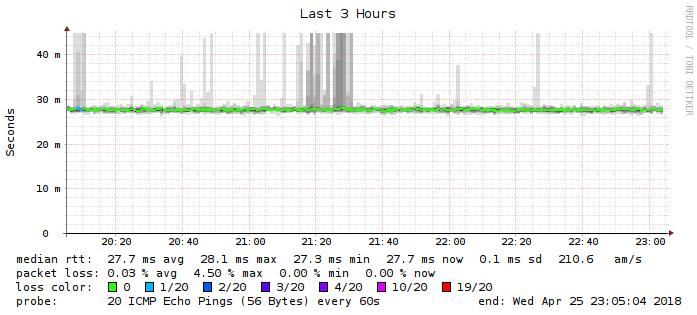 Last 3 Hours
RRDTOOL / TOBI OETIKER
Seconds
40 m
30 m
20 m
10 m
0
20:20 20:40 21:00 21:20 21:40 22:00 22:20 22:40 23:00
median rtt: 27.7 ms avg 28.1 ms max 27.3 ms min 27.7 ms now 0.1 ms sd 210.6 am/s
packet loss: 0.03 % avg 4.50 % max 0.00 % min 0.00 % now
loss color: 0 1/20 2/20 3/20 4/20 10/20 19/20
probe: 20 ICMP Echo Pings (56 Bytes) every 60s end: Wed Apr 25 23:05:04 2018